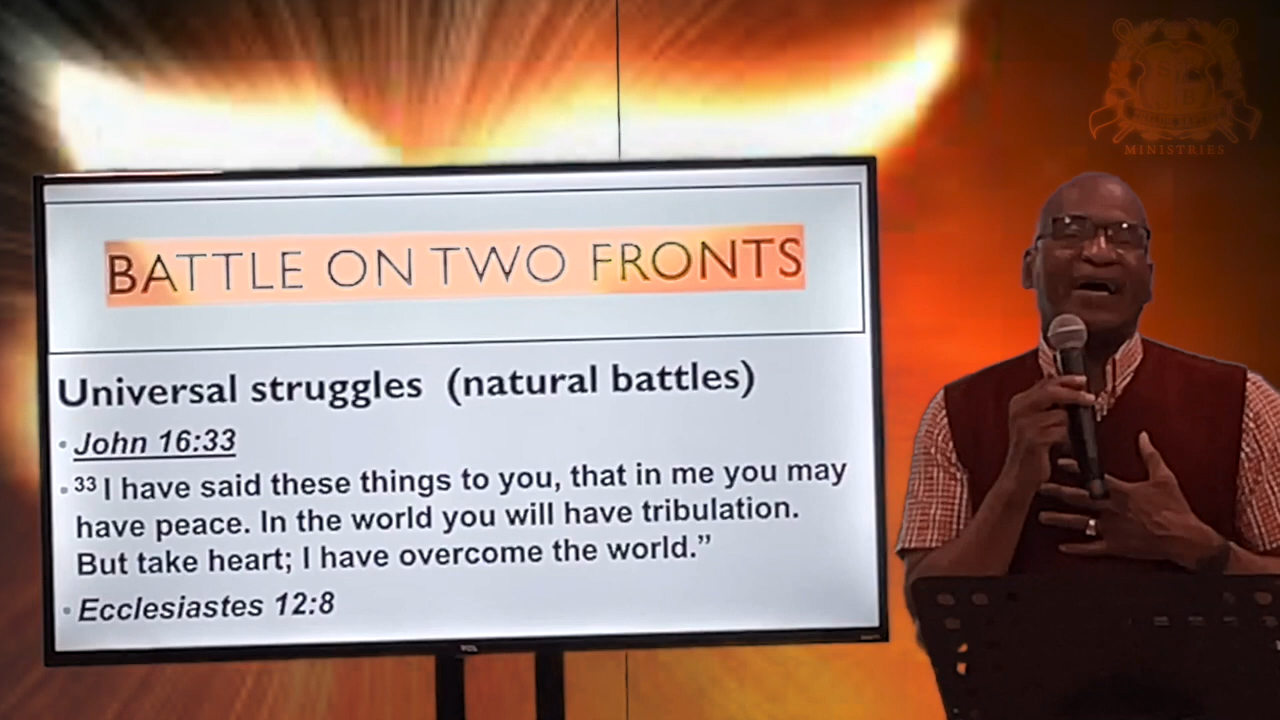 MINISTRIES
BATTLE ON TWO FRONTS
Universal struggles (natural battles)
• John 16:33
• 33 I have said these things to you, that in me you may
have peace. In the world you will have tribulation.
But take heart; I have overcome the world.”
• Ecclesiastes 12:8
TCL